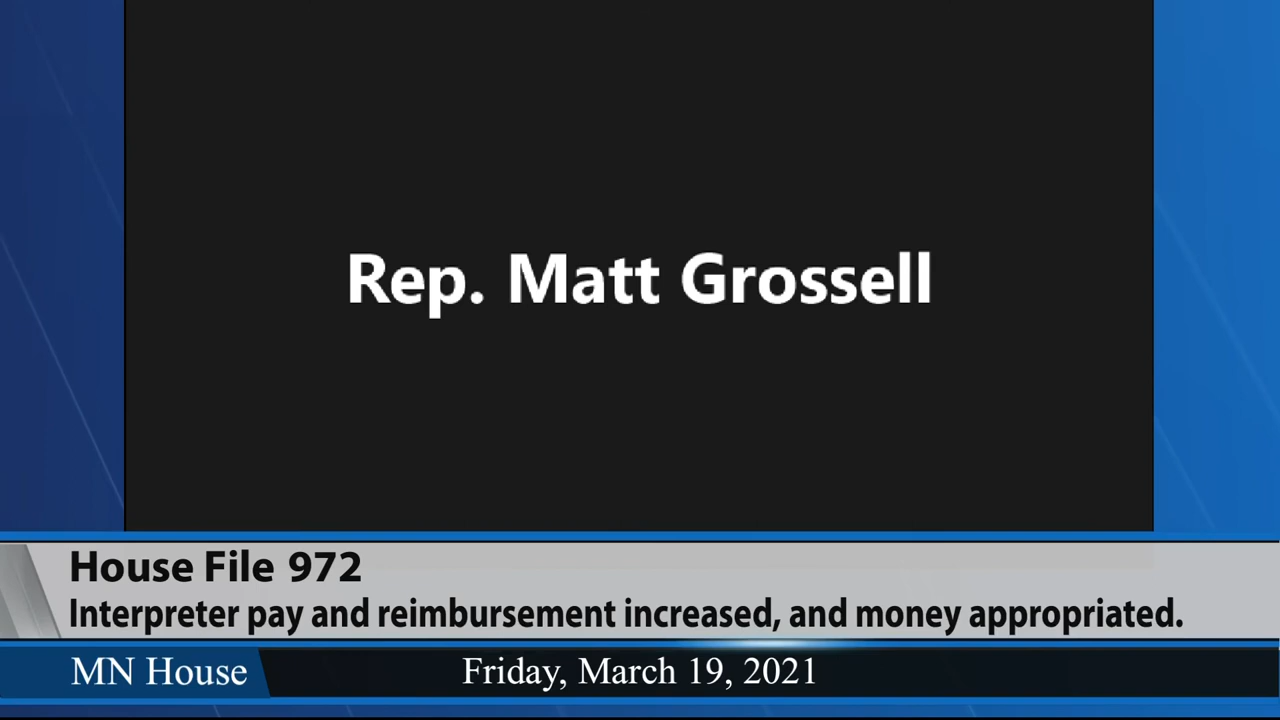 Rep. Matt Grossell
House File 972
Interpreter pay and reimbursement increased, and money appropriated.
MN House
Friday, March 19, 2021